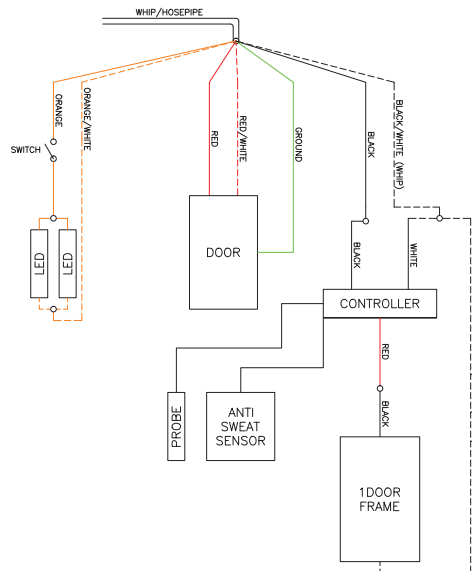 WHIP/HOSEPIPE
ORANGE
ORANGE/WHITE
RED
RED/WHITE
GROUND
BLACK
BLACK/WHITE (WHIP)
SWITCH
LED
LED
DOOR
BLACK
WHITE
CONTROLLER
RED
BLACK
PROBE
ANTI
SWEAT
SENSOR
1DOOR
FRAME